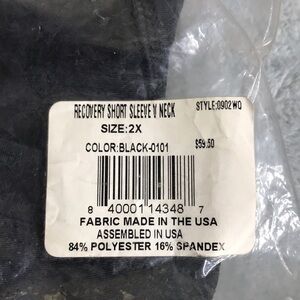 RECOVERY SHORT SLEEVE V NECK STYLE:0902WQ
SIZE:2X
COLOR:BLACK-0101 $59.50
8 40001 14348 7
FABRIC MADE IN THE USA
ASSEMBLED IN USA
84% POLYESTER 16% SPANDEX